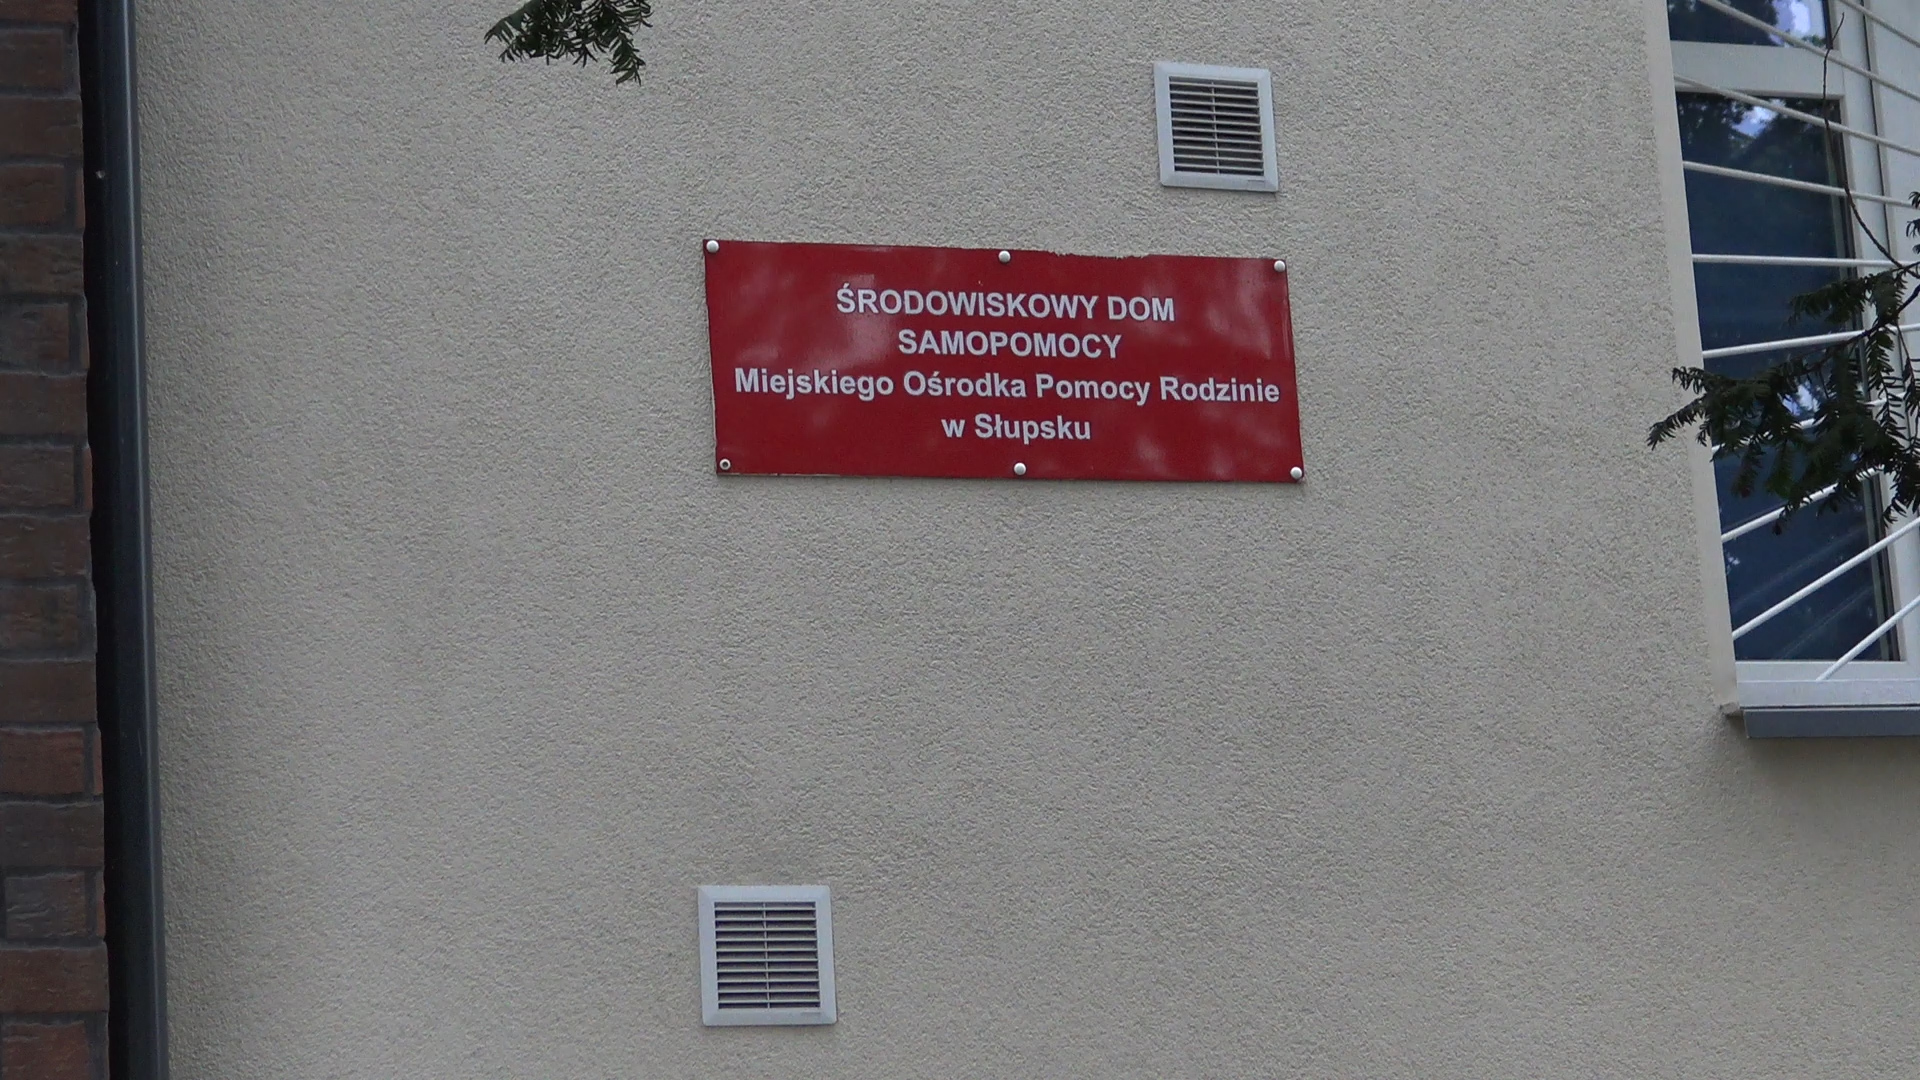 ŚRODOWISKOWY DOM
SAMOPOMOCY
Miejskiego Ośrodka Pomocy Rodzinie
w Słupsku